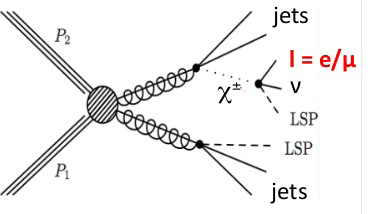 jets
P₂
l = e/μ
χ± ν
LSP
LSP
P₁
jets